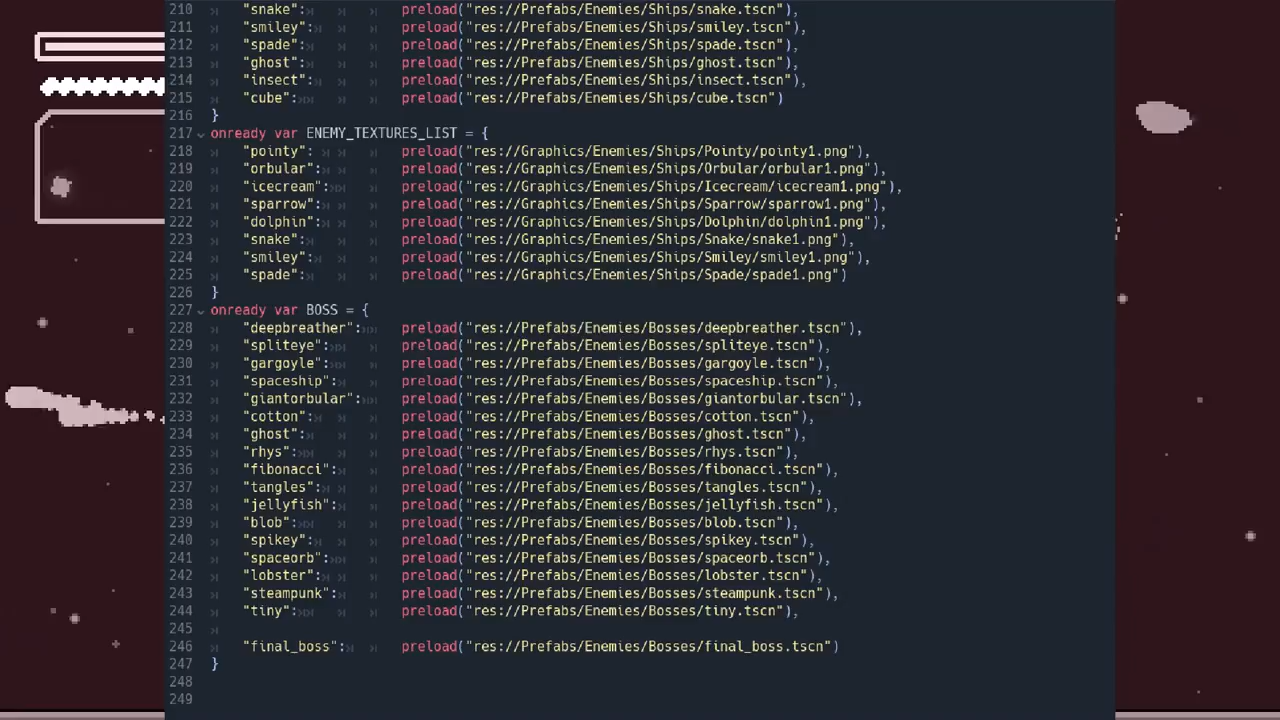 210 "snake": preload("res://Prefabs/Enemies/Ships/snake.tscn"),
211 "smiley": preload("res://Prefabs/Enemies/Ships/smiley.tscn"),
212 "spade": preload("res://Prefabs/Enemies/Ships/spade.tscn"),
213 "ghost": preload("res://Prefabs/Enemies/Ships/ghost.tscn"),
214 "insect": preload("res://Prefabs/Enemies/Ships/insect.tscn"),
215 "cube": preload("res://Prefabs/Enemies/Ships/cube.tscn")
216 }
217 onready var ENEMY_TEXTURES_LIST = {
218 "pointy": preload("res://Graphics/Enemies/Ships/Pointy/pointy1.png"),
219 "orbular": preload("res://Graphics/Enemies/Ships/Orbular/orbular1.png"),
220 "icecream": preload("res://Graphics/Enemies/Ships/Icecream/icecream1.png"),
221 "sparrow": preload("res://Graphics/Enemies/Ships/Sparrow/sparrow1.png"),
222 "dolphin": preload("res://Graphics/Enemies/Ships/Dolphin/dolphin1.png"),
223 "snake": preload("res://Graphics/Enemies/Ships/Snake/snake1.png"),
224 "smiley": preload("res://Graphics/Enemies/Ships/Smiley/smiley1.png"),
225 "spade": preload("res://Graphics/Enemies/Ships/Spade/spade1.png")
226 }
227 onready var BOSS = {
228 "deepbreather": preload("res://Prefabs/Enemies/Bosses/deepbreather.tscn"),
229 "spliteye": preload("res://Prefabs/Enemies/Bosses/spliteye.tscn"),
230 "gargoyle": preload("res://Prefabs/Enemies/Bosses/gargoyle.tscn"),
231 "spaceship": preload("res://Prefabs/Enemies/Bosses/spaceship.tscn"),
232 "giantorbular": preload("res://Prefabs/Enemies/Bosses/giantorbular.tscn"),
233 "cotton": preload("res://Prefabs/Enemies/Bosses/cotton.tscn"),
234 "ghost": preload("res://Prefabs/Enemies/Bosses/ghost.tscn"),
235 "rhys": preload("res://Prefabs/Enemies/Bosses/rhys.tscn"),
236 "fibonacci": preload("res://Prefabs/Enemies/Bosses/fibonacci.tscn"),
237 "tangles": preload("res://Prefabs/Enemies/Bosses/tangles.tscn"),
238 "jellyfish": preload("res://Prefabs/Enemies/Bosses/jellyfish.tscn"),
239 "blob": preload("res://Prefabs/Enemies/Bosses/blob.tscn"),
240 "spikey": preload("res://Prefabs/Enemies/Bosses/spikey.tscn"),
241 "spaceorb": preload("res://Prefabs/Enemies/Bosses/spaceorb.tscn"),
242 "lobster": preload("res://Prefabs/Enemies/Bosses/lobster.tscn"),
243 "steampunk": preload("res://Prefabs/Enemies/Bosses/steampunk.tscn"),
244 "tiny": preload("res://Prefabs/Enemies/Bosses/tiny.tscn"),
245
246 "final_boss": preload("res://Prefabs/Enemies/Bosses/final_boss.tscn")
247 }
248
249